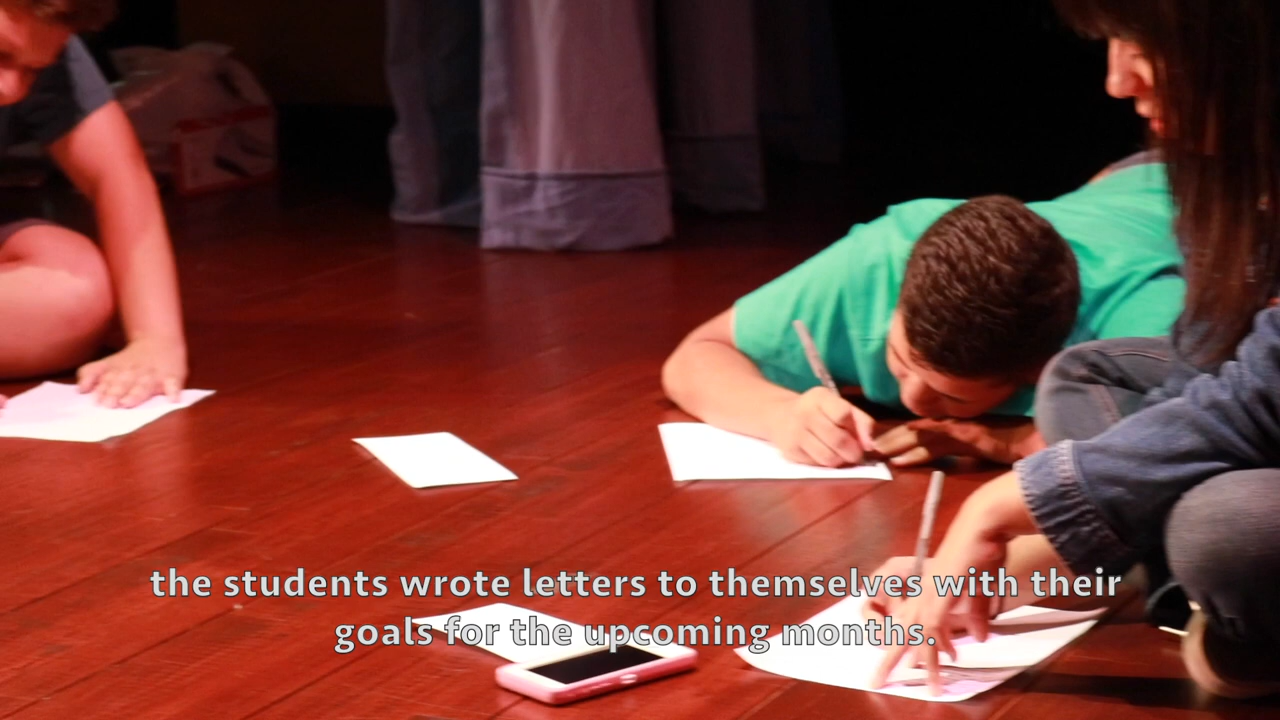 the students wrote letters to themselves with their
goals for the upcoming months.